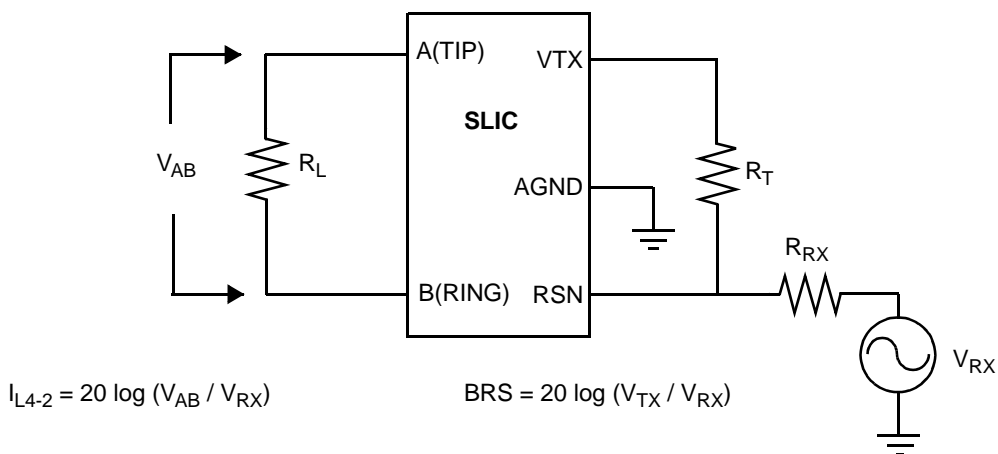 A(TIP)
VTX
SLIC
V_AB
R_L
R_T
AGND
R_RX
B(RING)
RSN
V_RX
I_L4-2 = 20 log (V_AB / V_RX)
BRS = 20 log (V_TX / V_RX)